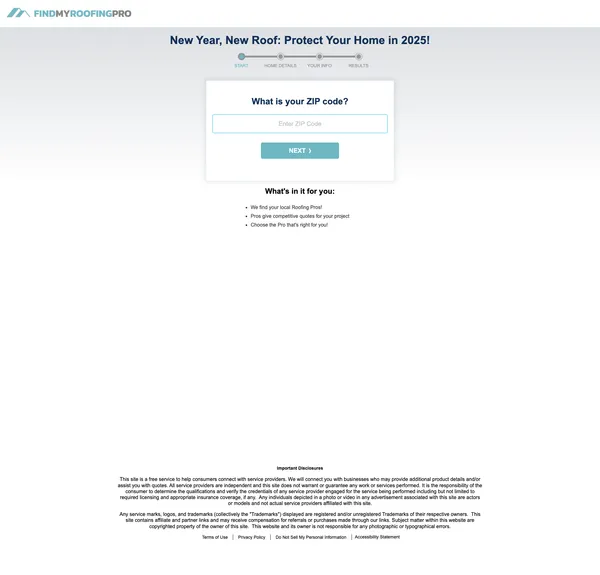 FINDMYROOFINGPRO
New Year, New Roof: Protect Your Home in 2025!
START HOME DETAILS YOUR INFO RESULTS
What is your ZIP code?
Enter ZIP Code
NEXT ❯
What's in it for you:
• We find your local Roofing Pros!
• Pros give competitive quotes for your project
• Choose the Pro that's right for you!
Important Disclosures
This site is a free service to help consumers connect with service providers. We will connect you with businesses who may provide additional product details and/or
assist you with quotes. All service providers are independent and this site does not warrant or guarantee any work or services performed. It is the responsibility of the
consumer to determine the qualifications and verify the credentials of any service provider engaged for the service being performed including but not limited to
required licensing and appropriate insurance coverage, if any. Any individuals depicted in a photo or video in any advertisement associated with this site are actors
or models and not actual service providers affiliated with this site.
Any service marks, logos, and trademarks (collectively the "Trademarks") displayed are registered and/or unregistered Trademarks of their respective owners. This
site contains affiliate and partner links and may receive compensation for referrals or purchases made through our links. Subject matter within this website are
copyrighted property of the owner of this site. This website and its owner is not responsible for any photographic or typographical errors.
Terms of Use | Privacy Policy | Do Not Sell My Personal Information | Accessibility Statement